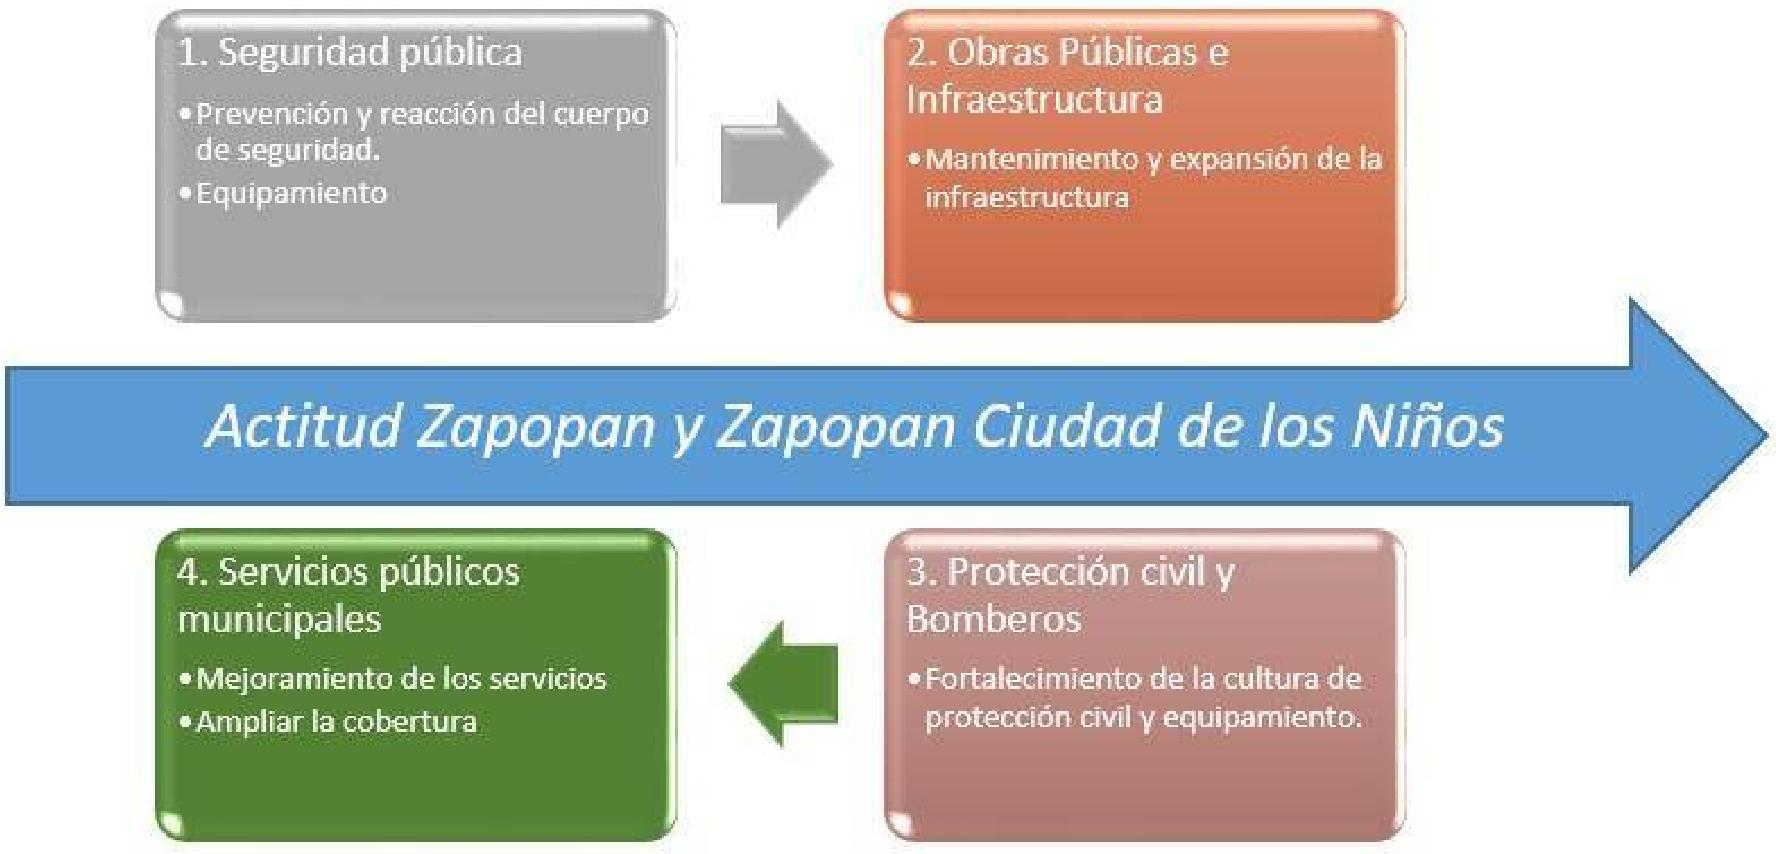 1. Seguridad pública
•Prevención y reacción del cuerpo
de seguridad.
•Equipamiento
2. Obras Públicas e
Infraestructura
•Mantenimiento y expansión de la
infraestructura
Actitud Zapopan y Zapopan Ciudad de los Niños
4. Servicios públicos
municipales
•Mejoramiento de los servicios
•Ampliar la cobertura
3. Protección civil y
Bomberos
•Fortalecimiento de la cultura de
protección civil y equipamiento.